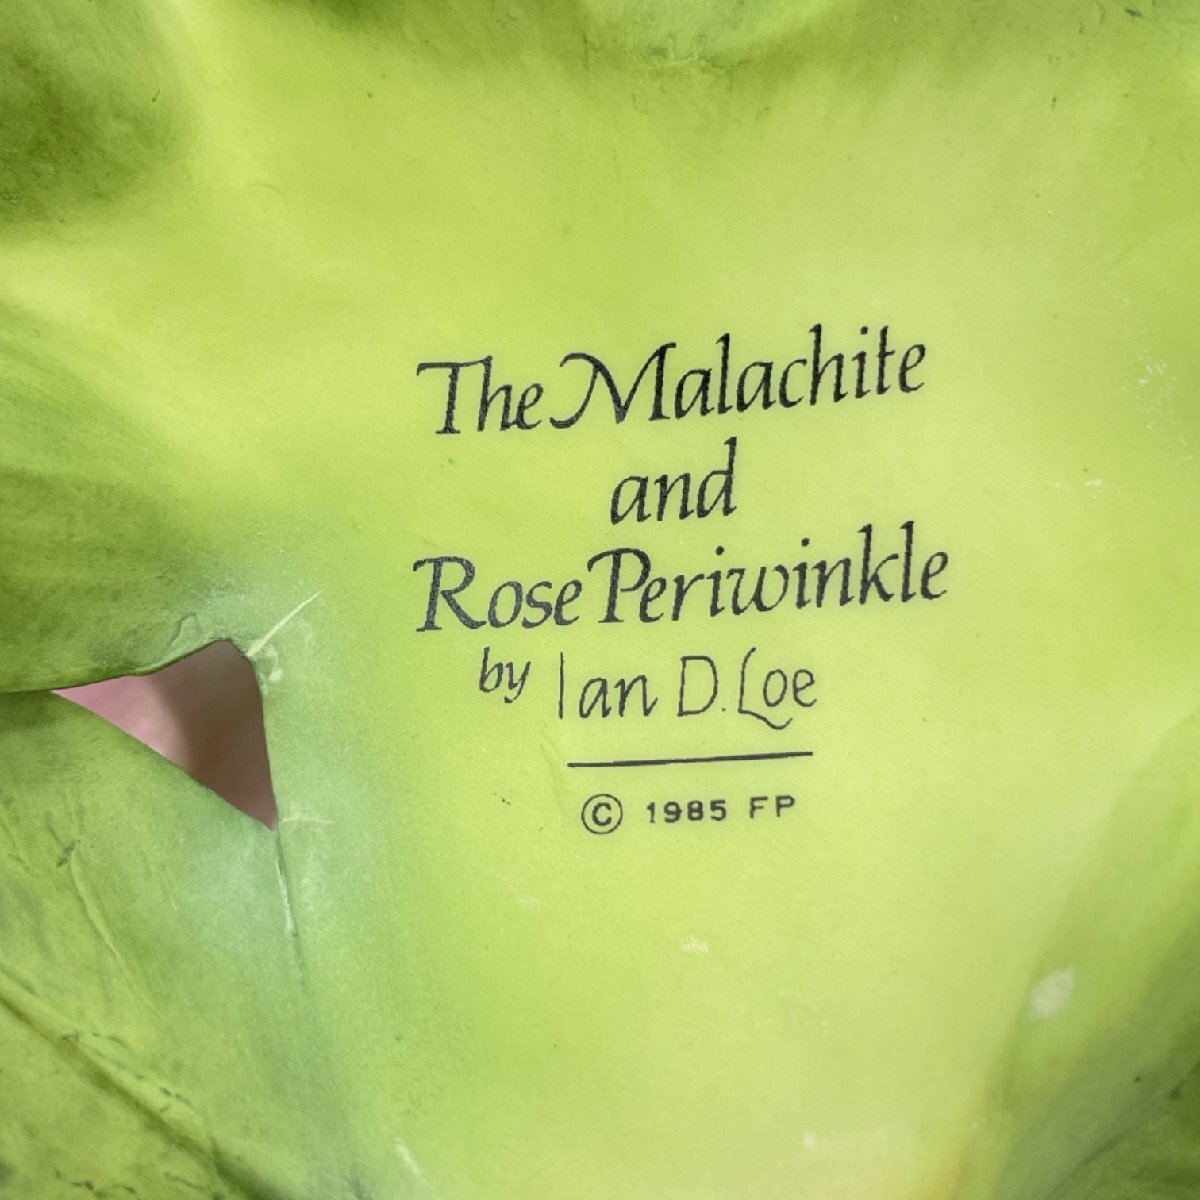 The Malachite
and
Rose Periwinkle
by Ian D. Loe
© 1985 FP